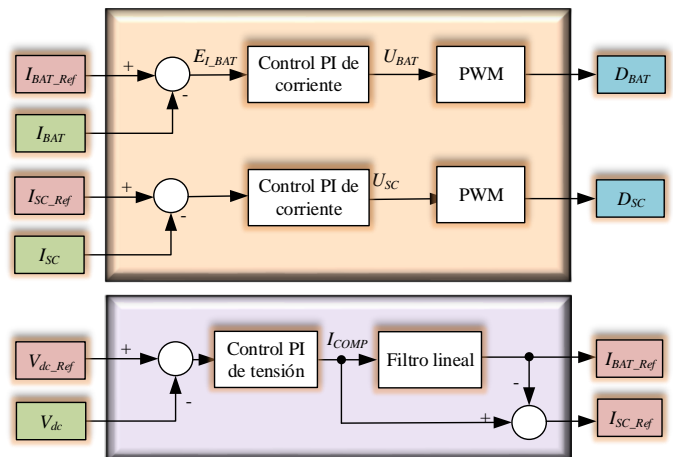 I_BAT_Ref
+
-
E_I_BAT
Control PI de
corriente
U_BAT
PWM
D_BAT
I_BAT
I_SC_Ref
+
-
Control PI de
corriente
U_SC
PWM
D_SC
I_SC
V_dc_Ref
+
-
Control PI
de tensión
I_COMP
Filtro lineal
I_BAT_Ref
-
+
I_SC_Ref
V_dc